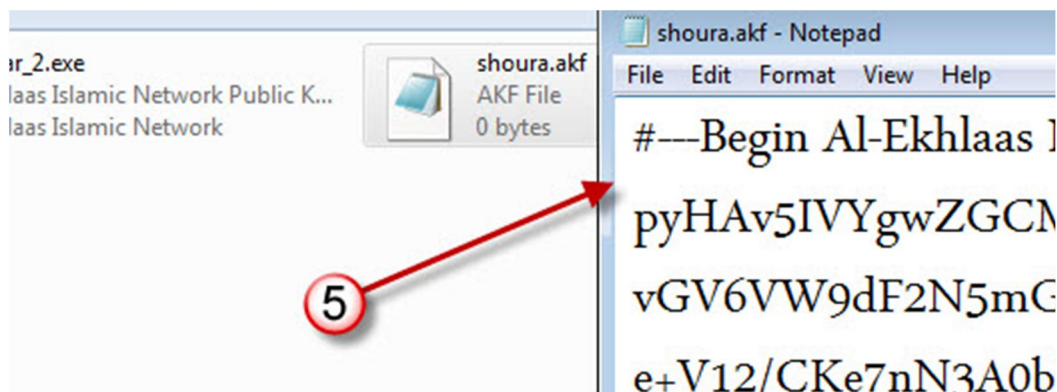 ar_2.exe
laas Islamic Network Public K...
laas Islamic Network
shoura.akf
AKF File
0 bytes
shoura.akf - Notepad
File Edit Format View Help
#---Begin Al-Ekhlaas
pyHAv5IVYgwZGCM
vGV6VW9dF2N5mG
e+V12/CKe7nN3A0b
5